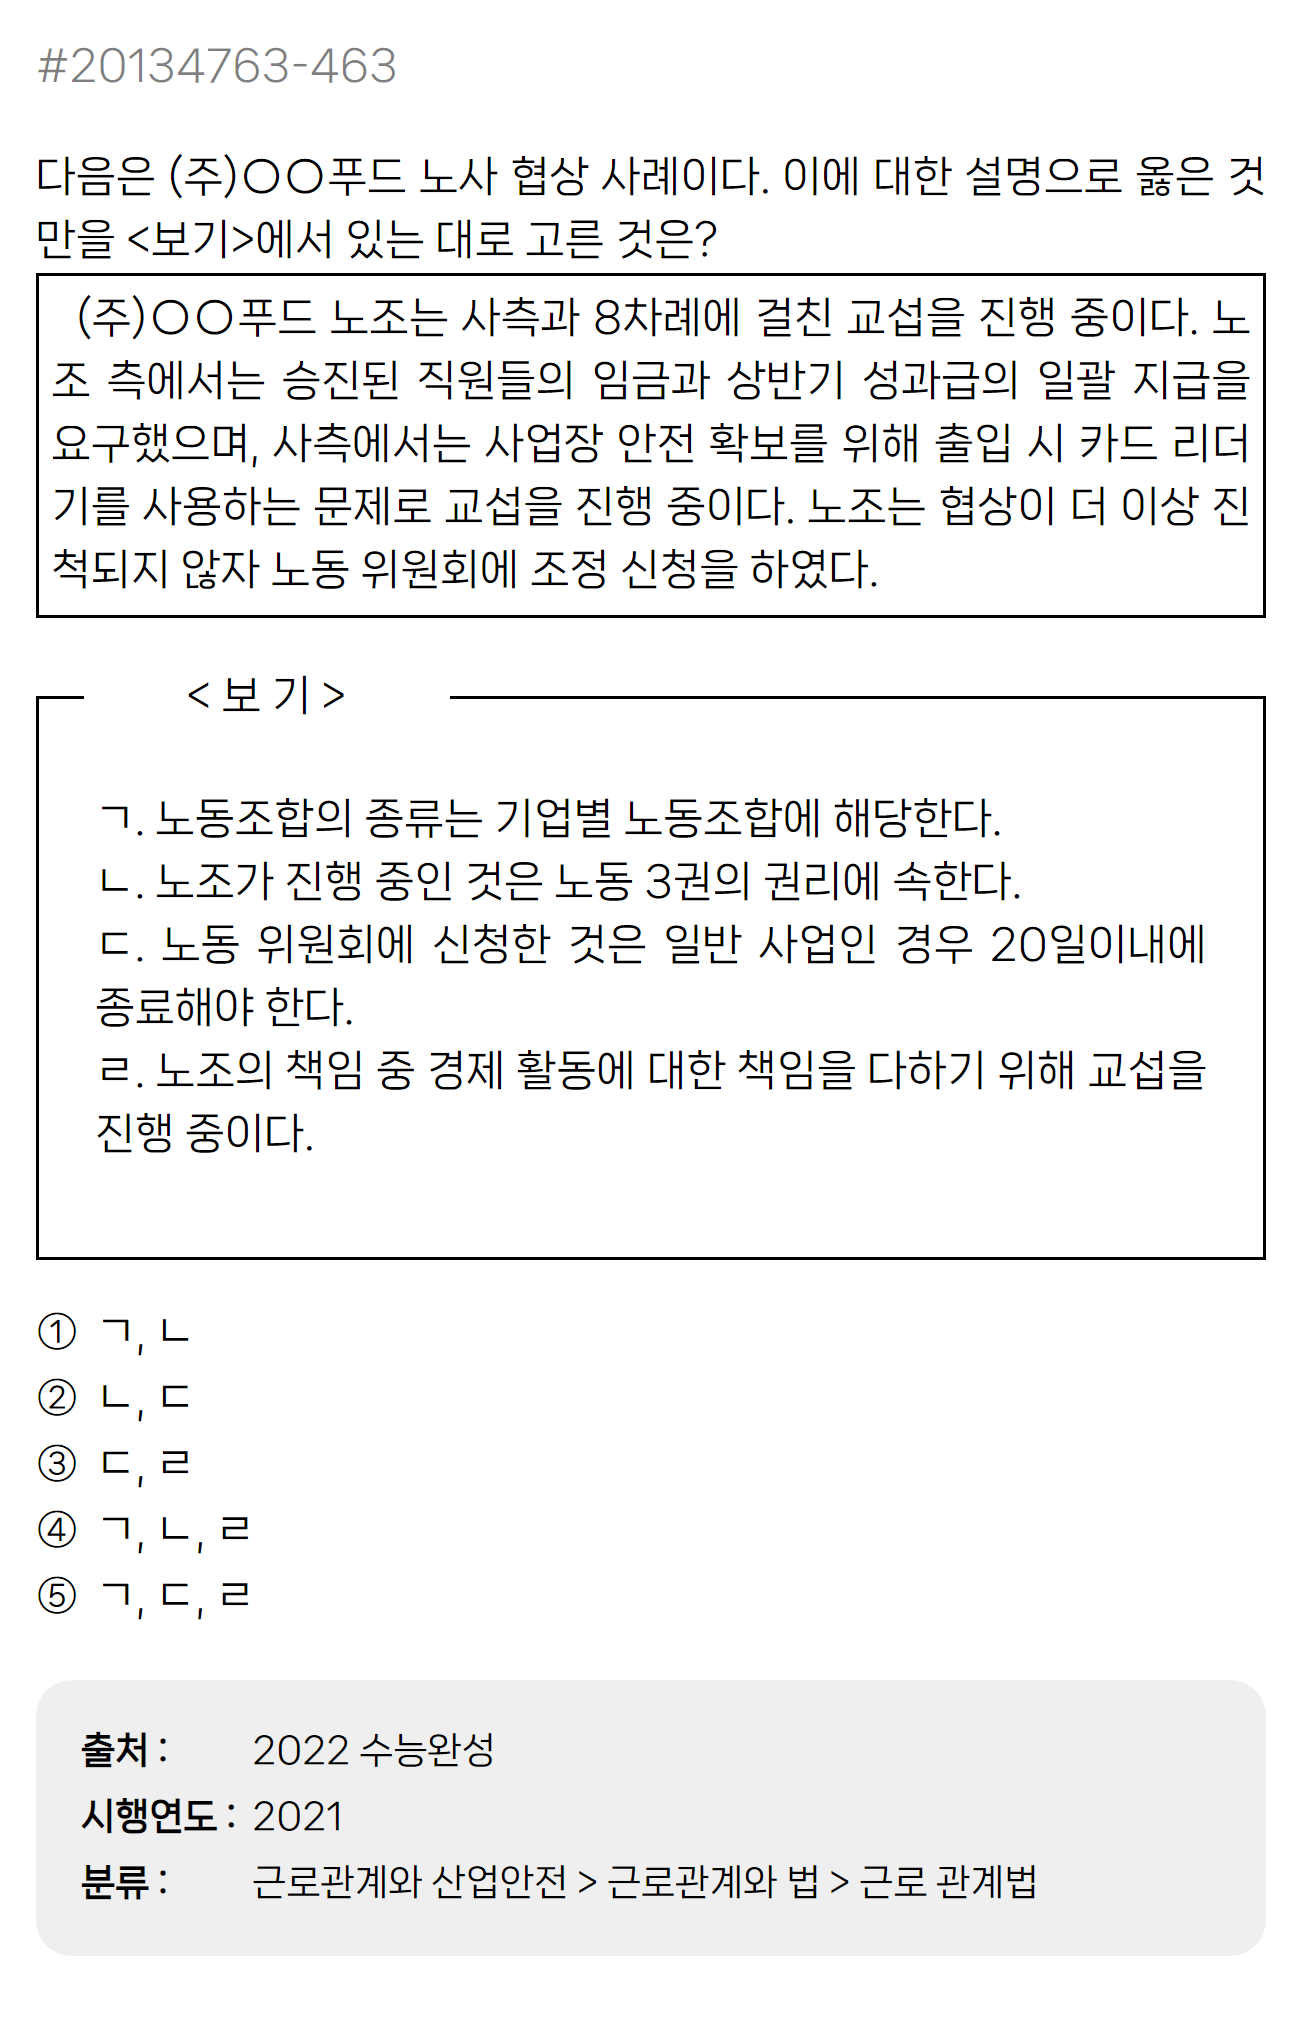 #20134763-463
다음은 (주)○○푸드 노사 협상 사례이다. 이에 대한 설명으로 옳은 것
만을 <보기>에서 있는 대로 고른 것은?
(주)○○푸드 노조는 사측과 8차례에 걸친 교섭을 진행 중이다. 노
조 측에서는 승진된 직원들의 임금과 상반기 성과급의 일괄 지급을
요구했으며, 사측에서는 사업장 안전 확보를 위해 출입 시 카드 리더
기를 사용하는 문제로 교섭을 진행 중이다. 노조는 협상이 더 이상 진
척되지 않자 노동 위원회에 조정 신청을 하였다.
< 보 기 >
ㄱ. 노동조합의 종류는 기업별 노동조합에 해당한다.
ㄴ. 노조가 진행 중인 것은 노동 3권의 권리에 속한다.
ㄷ. 노동 위원회에 신청한 것은 일반 사업인 경우 20일이내에
종료해야 한다.
ㄹ. 노조의 책임 중 경제 활동에 대한 책임을 다하기 위해 교섭을
진행 중이다.
① ㄱ, ㄴ
② ㄴ, ㄷ
③ ㄷ, ㄹ
④ ㄱ, ㄴ, ㄹ
⑤ ㄱ, ㄷ, ㄹ
출처 : 2022 수능완성
시행연도 : 2021
분류 : 근로관계와 산업안전 > 근로관계와 법 > 근로 관계법